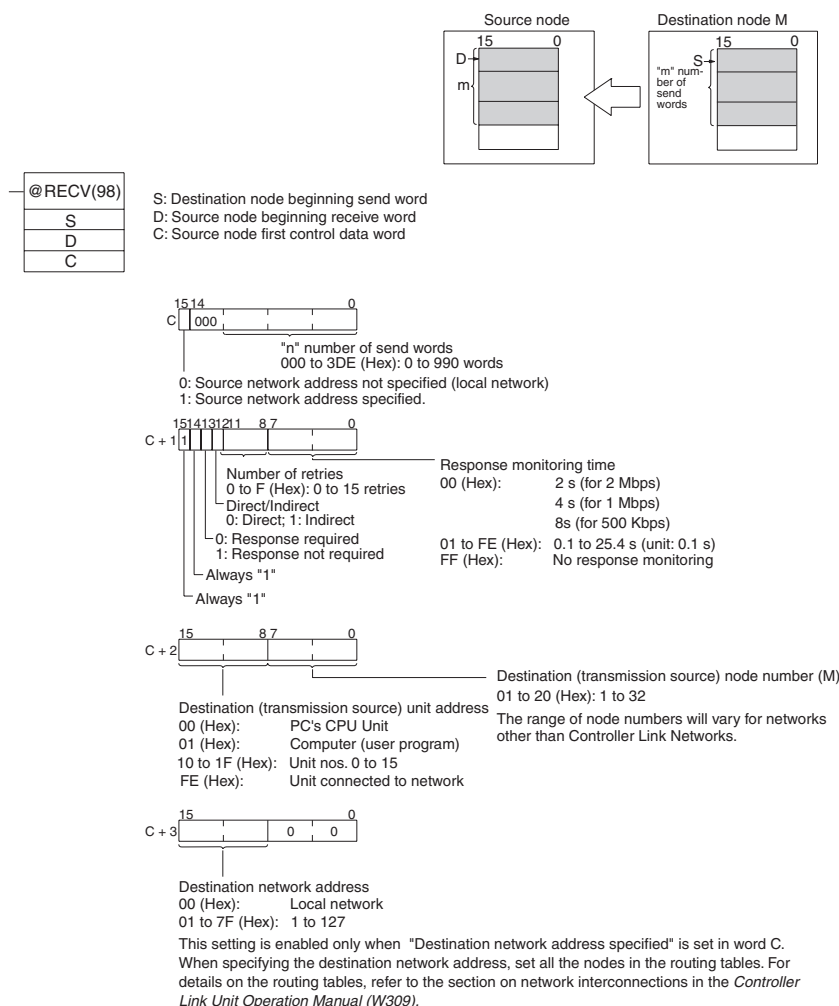 Source node
Destination node M
15 0
D
m
15 0
S
"m" num-
ber of
send
words
@RECV(98)
S
D
C
S: Destination node beginning send word
D: Source node beginning receive word
C: Source node first control data word
15 14 0
C 000
"n" number of send words
000 to 3DE (Hex): 0 to 990 words
0: Source network address not specified (local network)
1: Source network address specified.
15 14 13 12 11 8 7 0
C + 1 1
Number of retries
0 to F (Hex): 0 to 15 retries
Direct/Indirect
0: Direct; 1: Indirect
0: Response required
1: Response not required
Always "1"
Always "1"
Response monitoring time
00 (Hex): 2 s (for 2 Mbps)
4 s (for 1 Mbps)
8s (for 500 Kbps)
01 to FE (Hex): 0.1 to 25.4 s (unit: 0.1 s)
FF (Hex): No response monitoring
15 8 7 0
C + 2
Destination (transmission source) node number (M)
01 to 20 (Hex): 1 to 32
The range of node numbers will vary for networks
other than Controller Link Networks.
Destination (transmission source) unit address
00 (Hex): PC's CPU Unit
01 (Hex): Computer (user program)
10 to 1F (Hex): Unit nos. 0 to 15
FE (Hex): Unit connected to network
15 0
C + 3 0 0
Destination network address
00 (Hex): Local network
01 to 7F (Hex): 1 to 127
This setting is enabled only when "Destination network address specified" is set in word C.
When specifying the destination network address, set all the nodes in the routing tables. For
details on the routing tables, refer to the section on network interconnections in the Controller
Link Unit Operation Manual (W309).